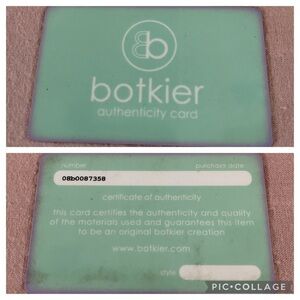 b
botkier
authenticity card
number
purchase date
08b0087358
certificate of authenticity
this card certifies the authenticity and quality
of the materials used and guarantees this item
to be an original botkier creation
www.botkier.com
style
PIC•COLLAGE